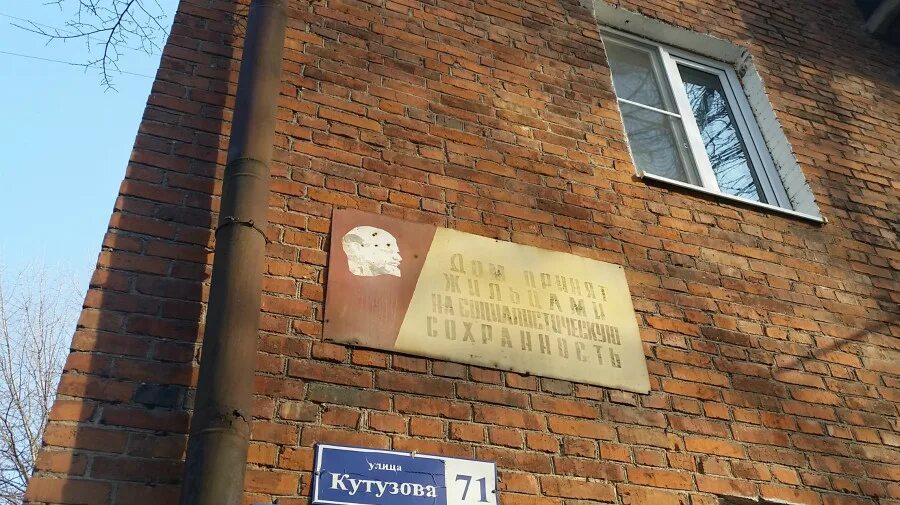 ДОМ ПРИНЯТ
ЖИЛЬЦАМИ
НА СОЦИАЛИСТИЧЕСКУЮ
СОХРАННОСТЬ
улица
Кутузова
71